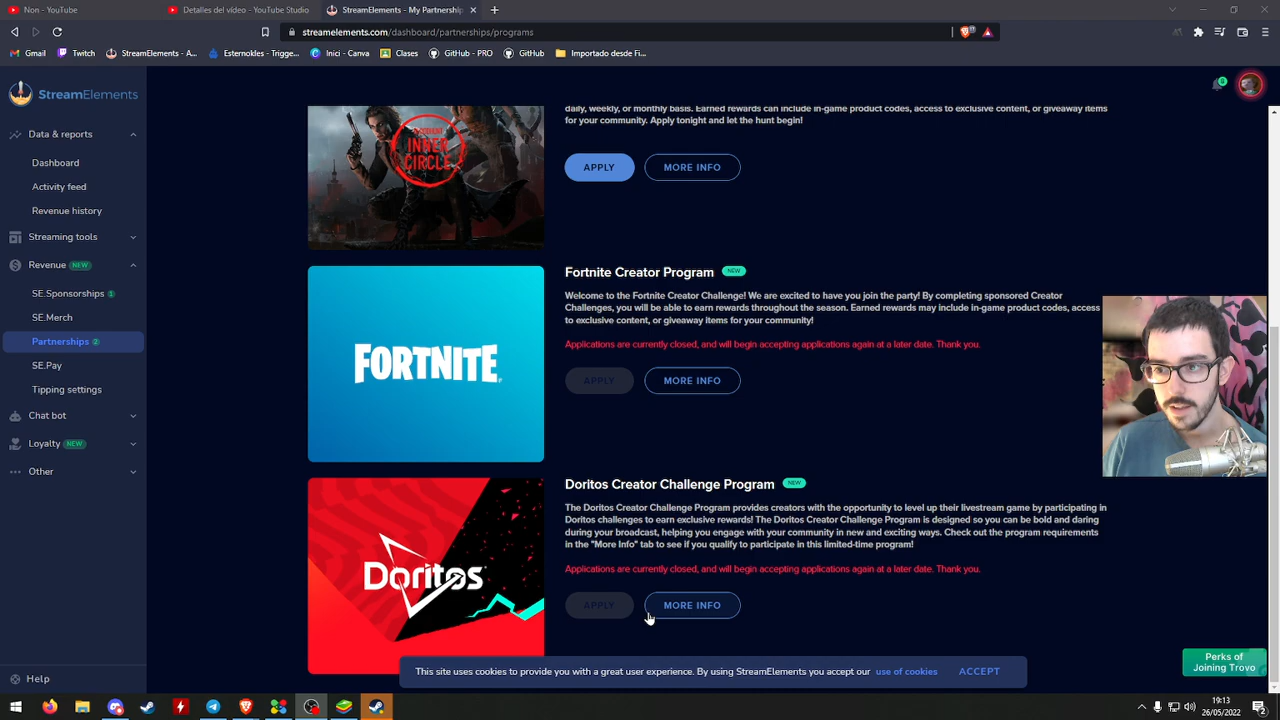 Non - YouTube
Detalles del vídeo - YouTube Studio
StreamElements - My Partnership
streamelements.com/dashboard/partnerships/programs
Gmail
Twitch
StreamElements - A...
Esternokles - Trigge...
Inici - Canva
Clases
GitHub - PRO
GitHub - PRO
Importado desde Fi...
StreamElements
6
Data & reports
Dashboard
Activity feed
Revenue history
Streaming tools
Revenue NEW
SE.Sponsorships 1
SE.Merch
Partnerships 2
SE.Pay
Tipping settings
Chat bot
Loyalty NEW
Other
Help
BLOODHUNT
INNER
CIRCLE
daily, weekly, or monthly basis. Earned rewards can include in-game product codes, access to exclusive content, or giveaway items
for your community. Apply tonight and let the hunt begin!
APPLY
MORE INFO
FORTNITE
Fortnite Creator Program NEW
Welcome to the Fortnite Creator Challenge! We are excited to have you join the party! By completing sponsored Creator
Challenges, you will be able to earn rewards throughout the season. Earned rewards may include in-game product codes, access
to exclusive content, or giveaway items for your community!
Applications are currently closed, and will begin accepting applications again at a later date. Thank you.
APPLY
MORE INFO
Doritos
Doritos Creator Challenge Program NEW
The Doritos Creator Challenge Program provides creators with the opportunity to level up their livestream game by participating in
Doritos challenges to earn exclusive rewards! The Doritos Creator Challenge Program is designed so you can be bold and daring
during your broadcast, helping you engage with your community in new and exciting ways. Check out the program requirements
in the "More Info" tab to see if you qualify to participate in this limited-time program!
Applications are currently closed, and will begin accepting applications again at a later date. Thank you.
APPLY
MORE INFO
This site uses cookies to provide you with a great user experience. By using StreamElements you accept our use of cookies
ACCEPT
Perks of
Joining Trovo
19:13
26/05/2022